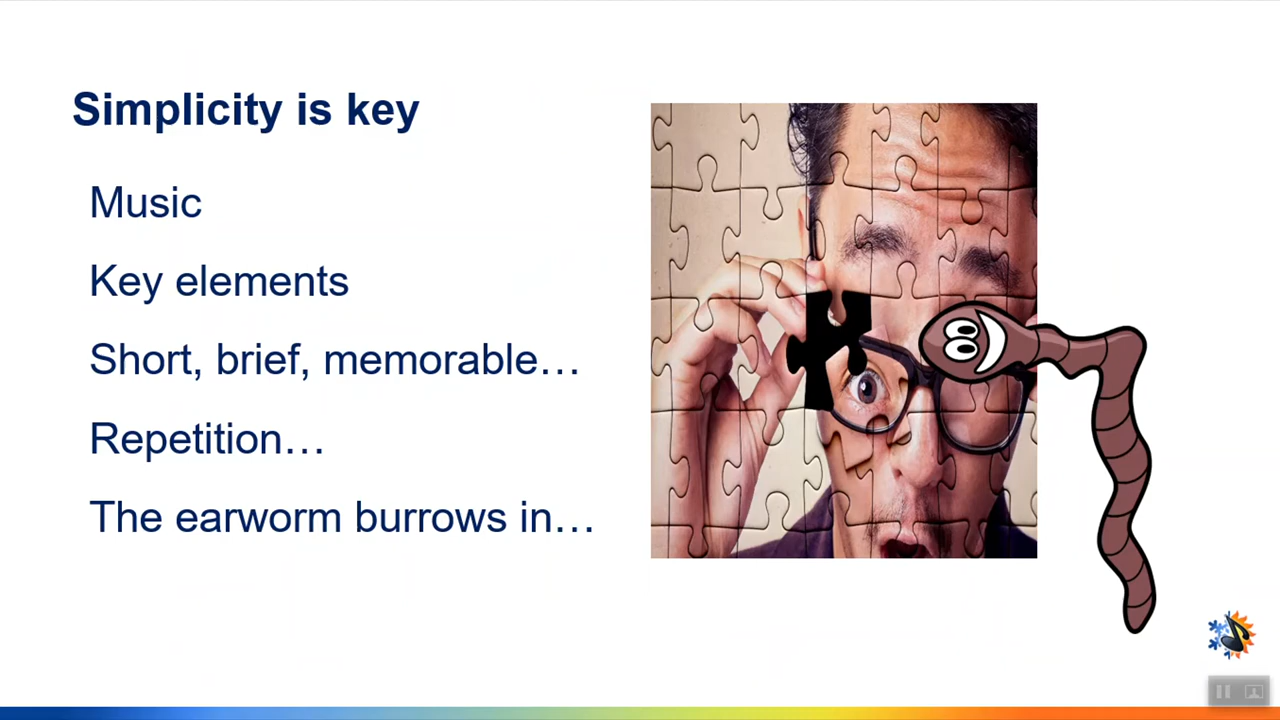 Simplicity is key
Music
Key elements
Short, brief, memorable…
Repetition…
The earworm burrows in…